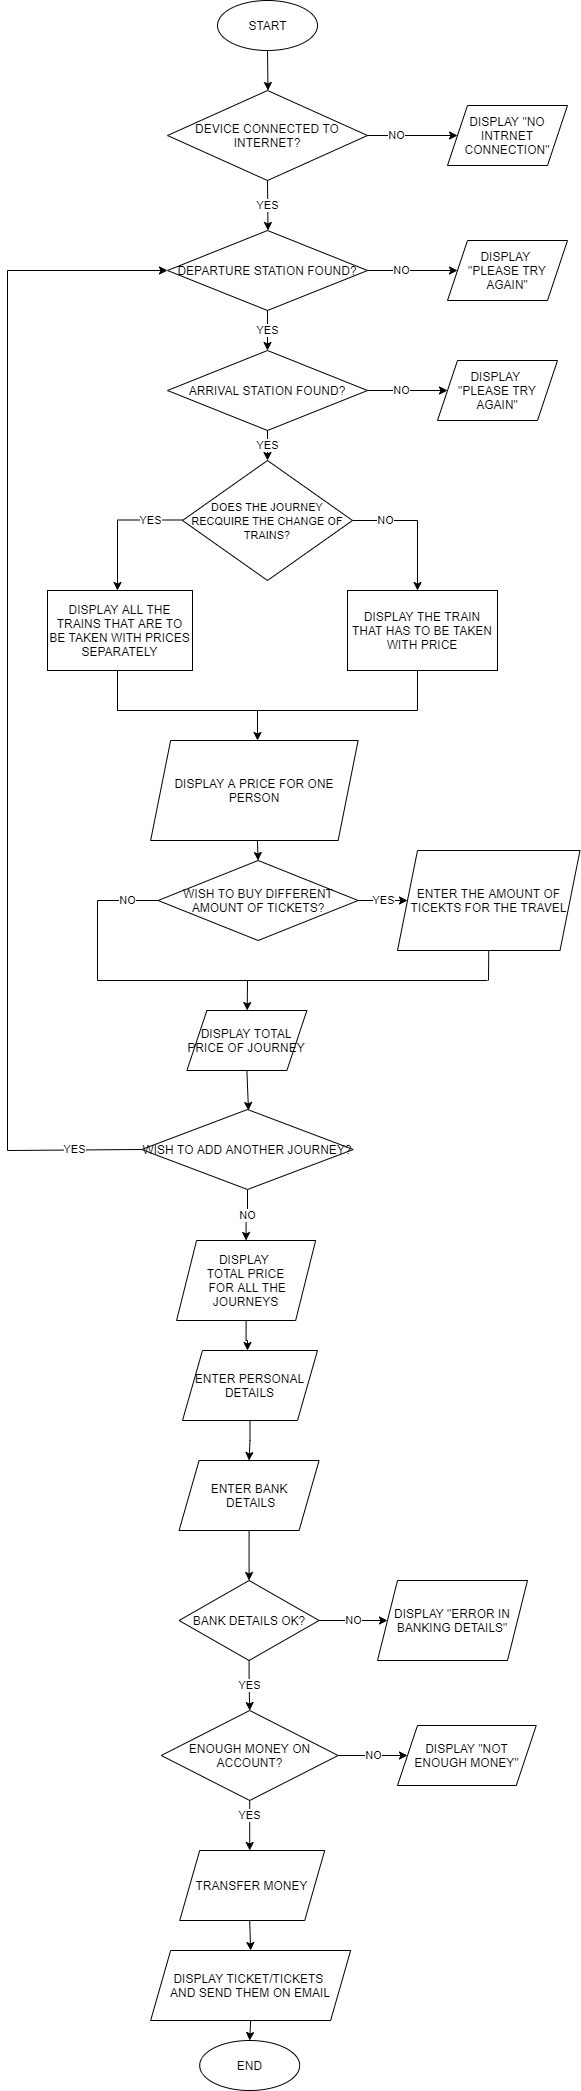 START
DEVICE CONNECTED TO
INTERNET?
NO
DISPLAY "NO
INTRNET
CONNECTION"
YES
DEPARTURE STATION FOUND?
NO
DISPLAY
"PLEASE TRY
AGAIN"
YES
ARRIVAL STATION FOUND?
NO
DISPLAY
"PLEASE TRY
AGAIN"
YES
DOES THE JOURNEY
RECQUIRE THE CHANGE OF
TRAINS?
YES
NO
DISPLAY ALL THE
TRAINS THAT ARE TO
BE TAKEN WITH PRICES
SEPARATELY
DISPLAY THE TRAIN
THAT HAS TO BE TAKEN
WITH PRICE
DISPLAY A PRICE FOR ONE
PERSON
WISH TO BUY DIFFERENT
AMOUNT OF TICKETS?
NO
YES
ENTER THE AMOUNT OF
TICEKTS FOR THE TRAVEL
DISPLAY TOTAL
PRICE OF JOURNEY
WISH TO ADD ANOTHER JOURNEY?
YES
NO
DISPLAY
TOTAL PRICE
FOR ALL THE
JOURNEYS
ENTER PERSONAL
DETAILS
ENTER BANK
DETAILS
BANK DETAILS OK?
NO
DISPLAY "ERROR IN
BANKING DETAILS"
YES
ENOUGH MONEY ON
ACCOUNT?
NO
DISPLAY "NOT
ENOUGH MONEY"
YES
TRANSFER MONEY
DISPLAY TICKET/TICKETS
AND SEND THEM ON EMAIL
END